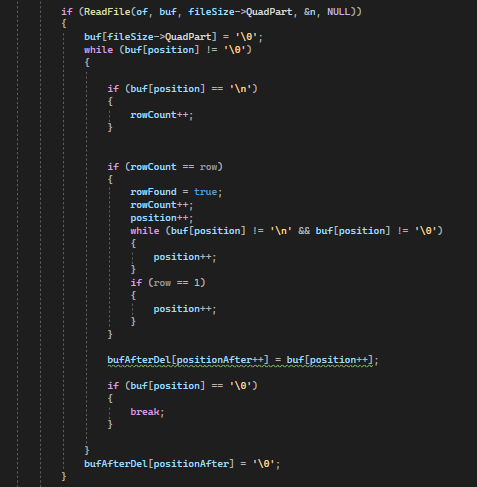 if (ReadFile(of, buf, fileSize->QuadPart, &n, NULL))
{
buf[fileSize->QuadPart] = '\0';
while (buf[position] != '\0')
{
if (buf[position] == '\n')
{
rowCount++;
}
if (rowCount == row)
{
rowFound = true;
rowCount++;
position++;
while (buf[position] != '\n' && buf[position] != '\0')
{
position++;
}
if (row == 1)
{
position++;
}
}
bufAfterDel[positionAfter++] = buf[position++];
if (buf[position] == '\0')
{
break;
}
}
bufAfterDel[positionAfter] = '\0';
}